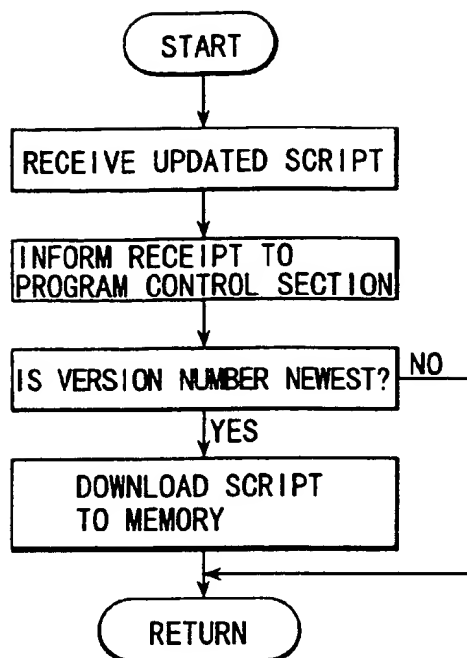 START
RECEIVE UPDATED SCRIPT
INFORM RECEIPT TO
PROGRAM CONTROL SECTION
IS VERSION NUMBER NEWEST?
NO
YES
DOWNLOAD SCRIPT
TO MEMORY
RETURN